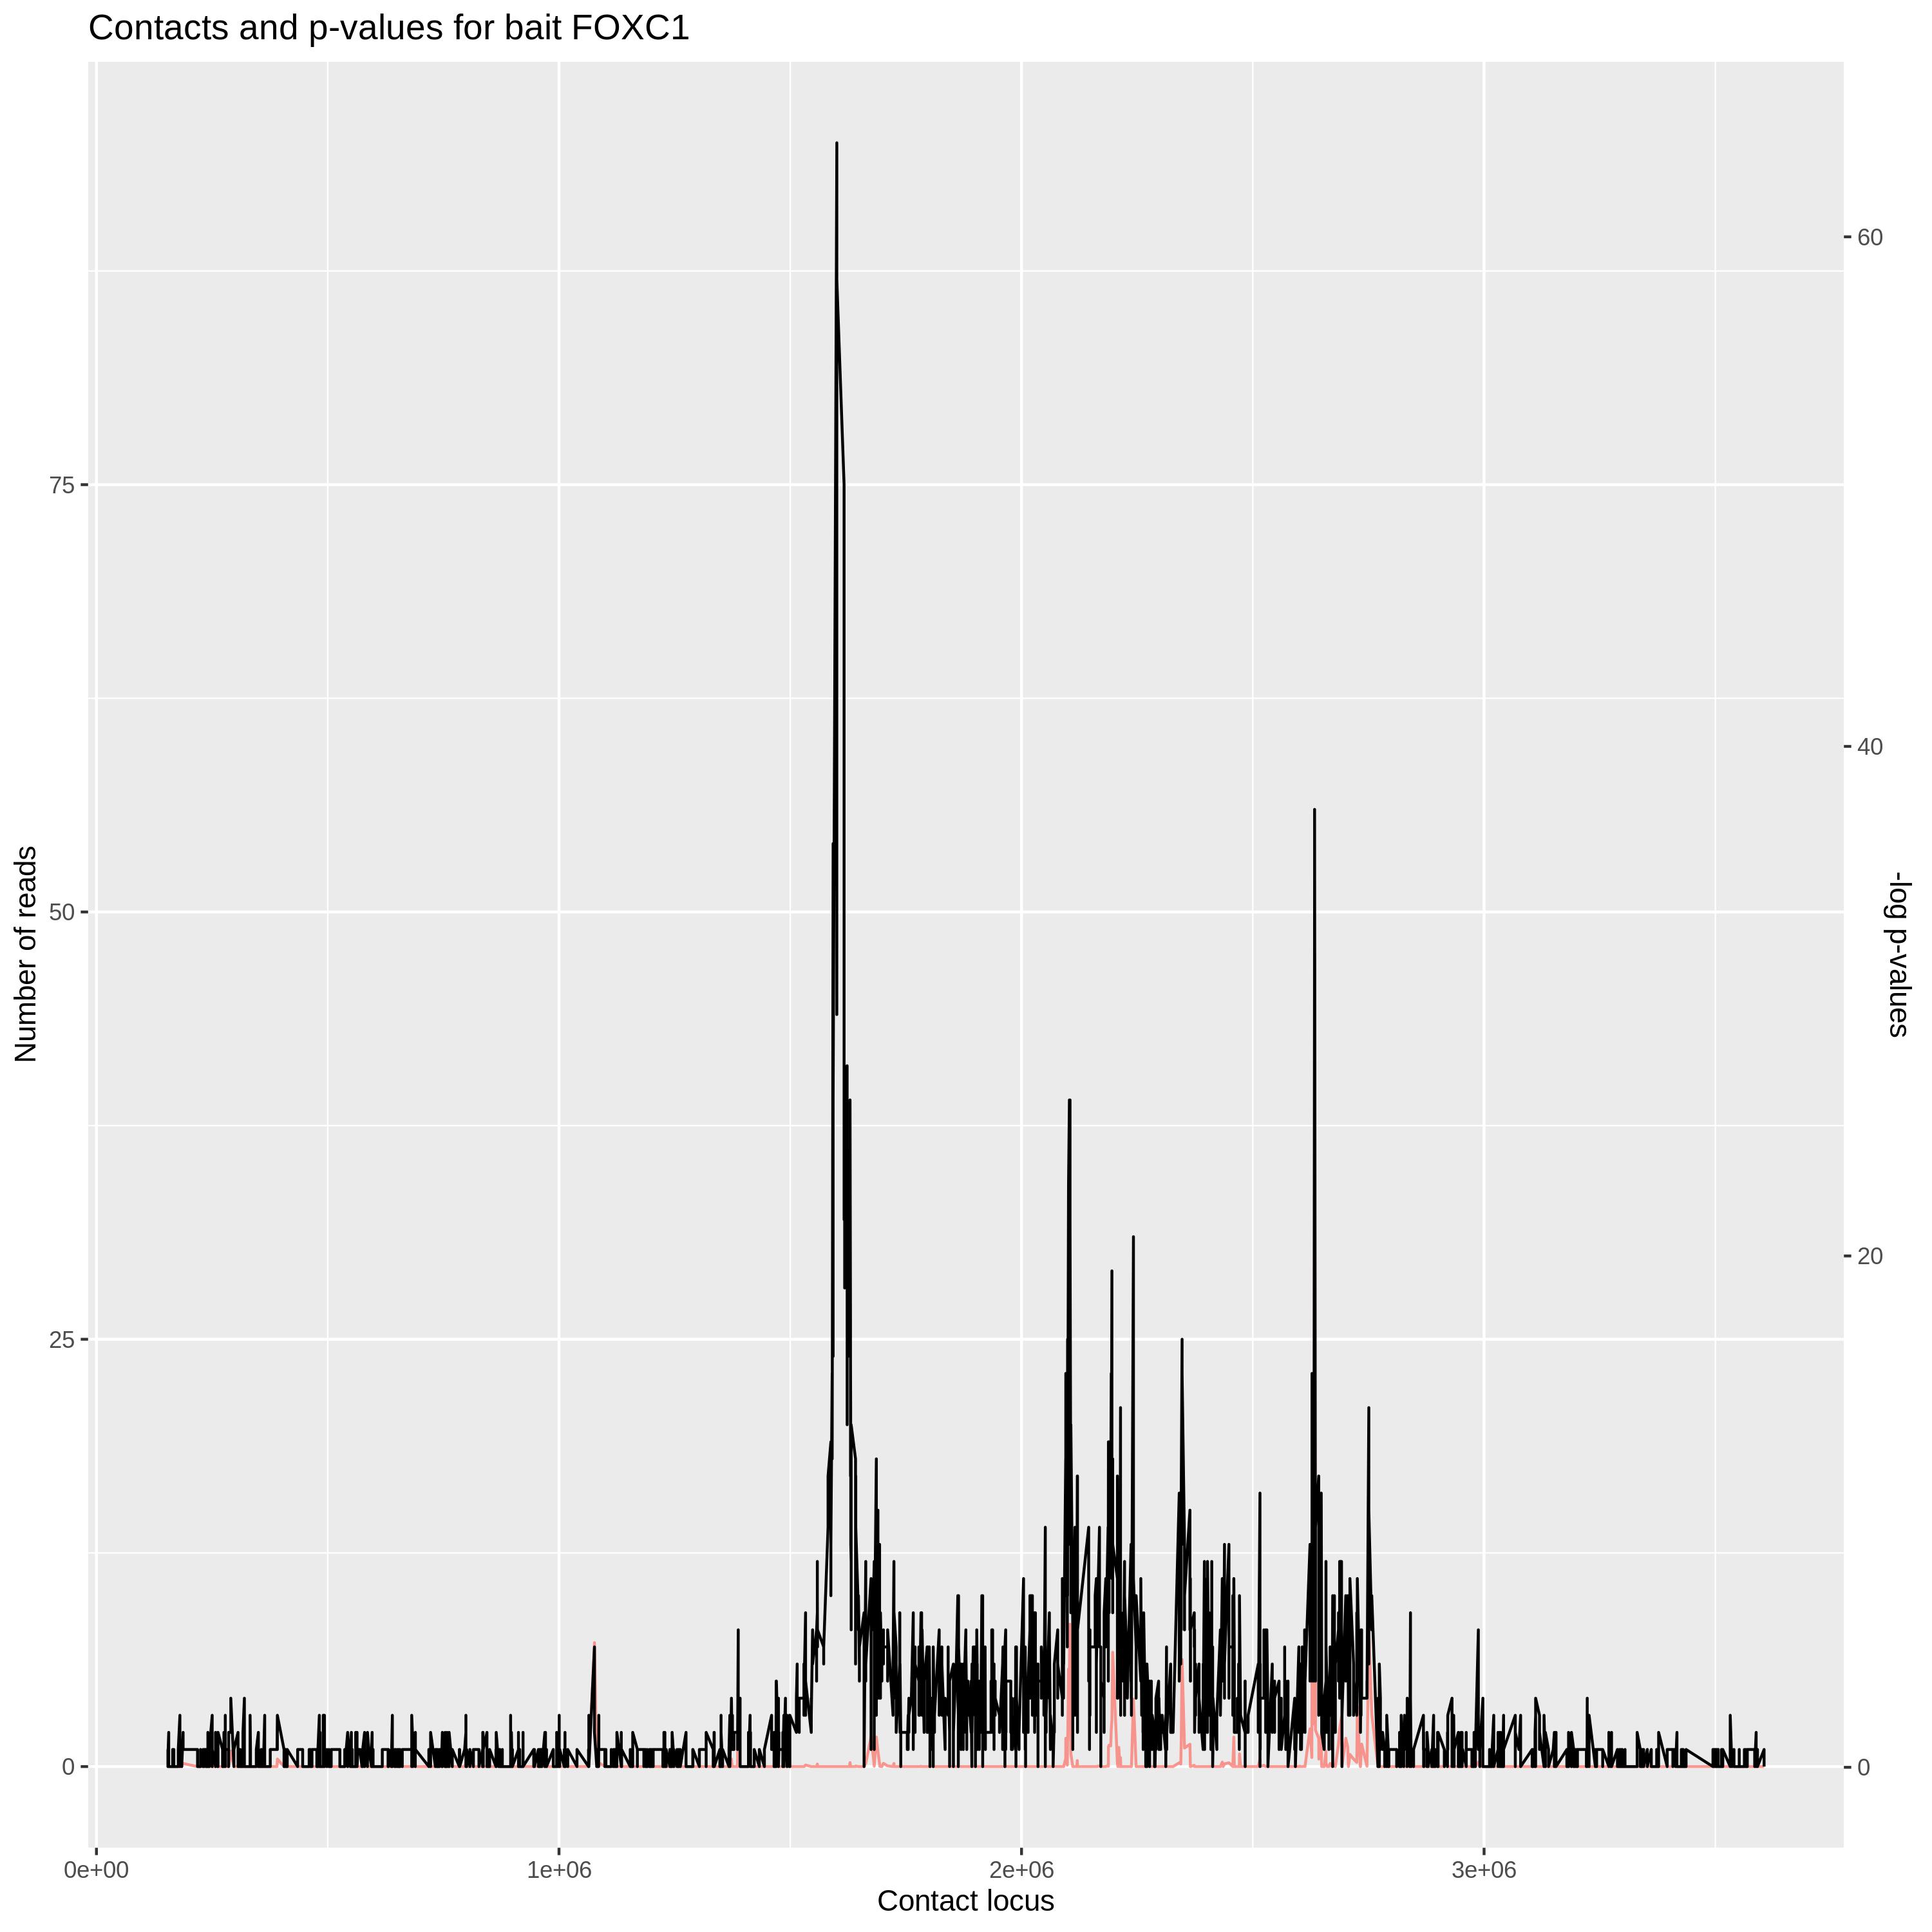 Contacts and p-values for bait FOXC1
Number of reads
75
50
25
0
60
40
20
0
-log p-values
0e+00 1e+06 2e+06 3e+06
Contact locus